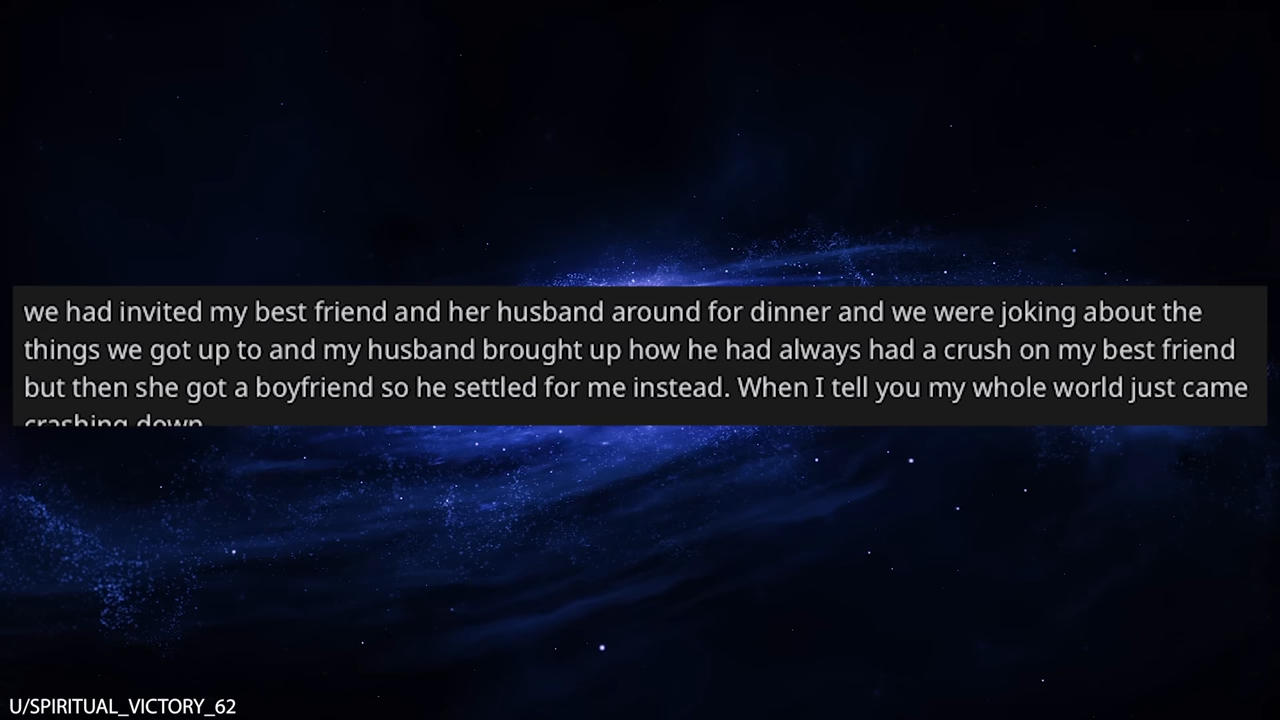 we had invited my best friend and her husband around for dinner and we were joking about the
things we got up to and my husband brought up how he had always had a crush on my best friend
but then she got a boyfriend so he settled for me instead. When I tell you my whole world just came
crashing down
U/SPIRITUAL_VICTORY_62